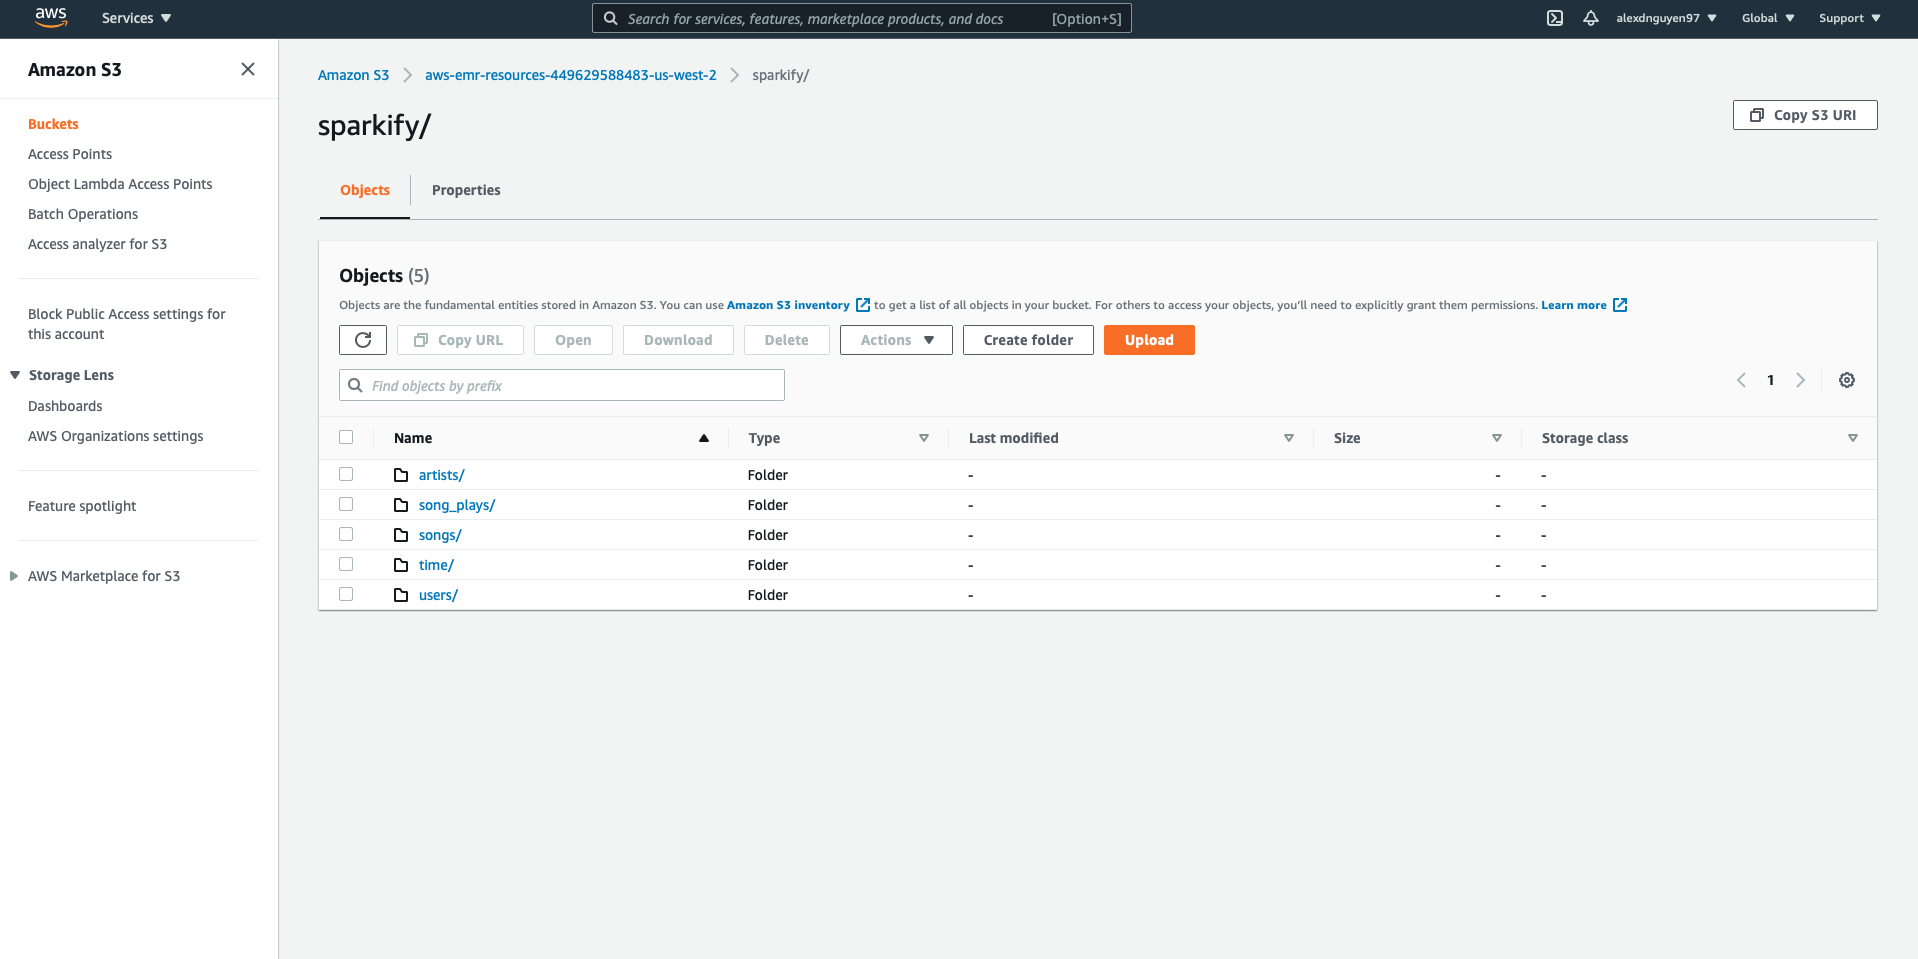 aws Services Search for services, features, marketplace products, and docs [Option+S] alexdnguyen97 Global Support
Amazon S3
Buckets
Access Points
Object Lambda Access Points
Batch Operations
Access analyzer for S3
Block Public Access settings for
this account
Storage Lens
Dashboards
AWS Organizations settings
Feature spotlight
AWS Marketplace for S3
Amazon S3 aws-emr-resources-449629588483-us-west-2 sparkify/
sparkify/
Copy S3 URI
Objects Properties
Objects (5)
Objects are the fundamental entities stored in Amazon S3. You can use Amazon S3 inventory to get a list of all objects in your bucket. For others to access your objects, you'll need to explicitly grant them permissions. Learn more
Copy URL Open Download Delete Actions Create folder Upload
Find objects by prefix
1
Name Type Last modified Size Storage class
artists/ Folder - - -
song_plays/ Folder - - -
songs/ Folder - - -
time/ Folder - - -
users/ Folder - - -